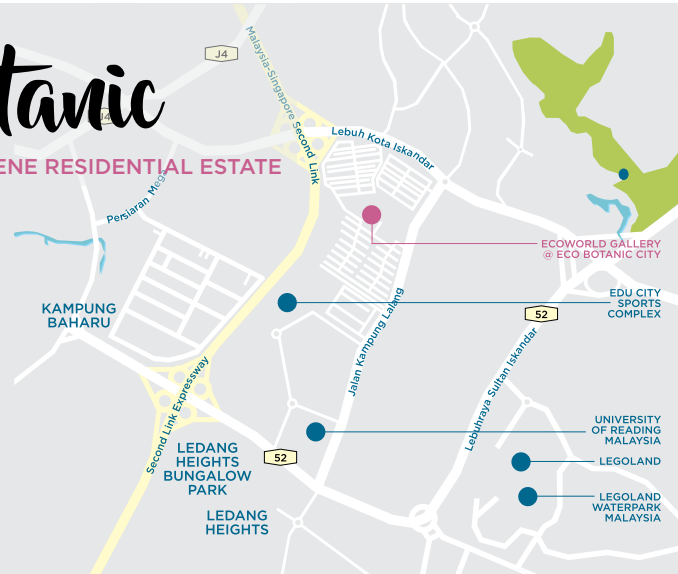 J4
Malaysia-Singapore Second Link
tanic
J4
Lebuh Kota Iskandar
ENE RESIDENTIAL ESTATE
Persiaran Mega
ECOWORLD GALLERY
@ ECO BOTANIC CITY
EDU CITY
SPORTS
COMPLEX
KAMPUNG
BAHARU
52
Jalan Kampung Lalang
Lebuhraya Sultan Iskandar
Second Link Expressway
UNIVERSITY
OF READING
MALAYSIA
LEDANG
HEIGHTS
BUNGALOW
PARK
52
LEGOLAND
LEGOLAND
WATERPARK
MALAYSIA
LEDANG
HEIGHTS